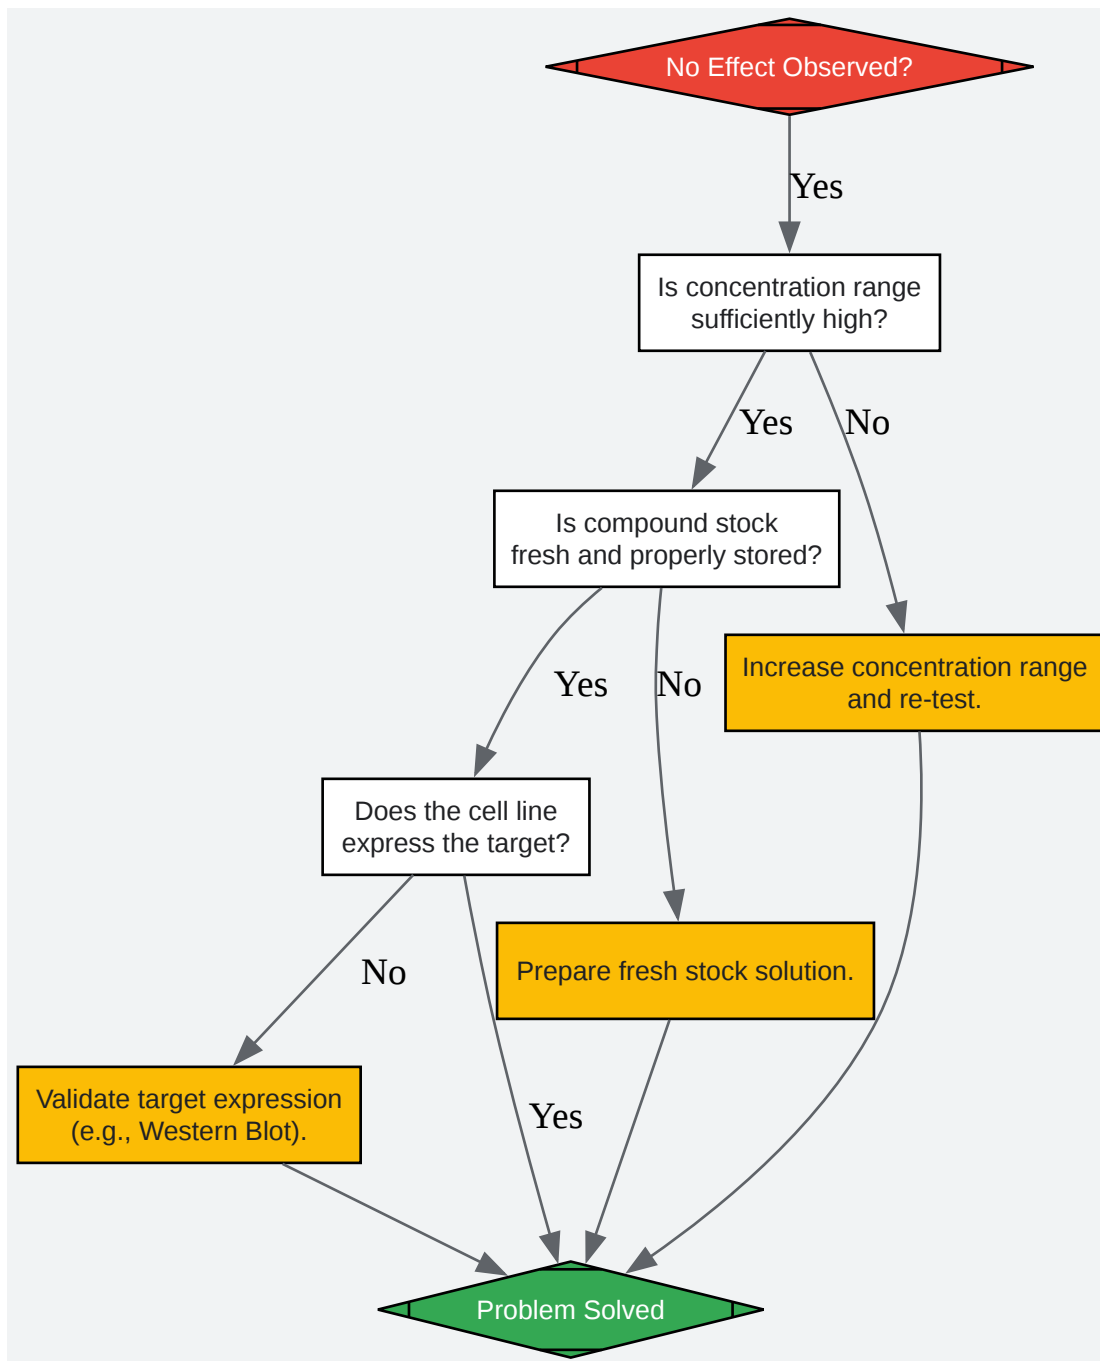 No Effect Observed?
Yes
Is concentration range
sufficiently high?
Yes
No
Is compound stock
fresh and properly stored?
Increase concentration range
and re-test.
Yes
No
Does the cell line
express the target?
Prepare fresh stock solution.
No
Validate target expression
(e.g., Western Blot).
Yes
Problem Solved